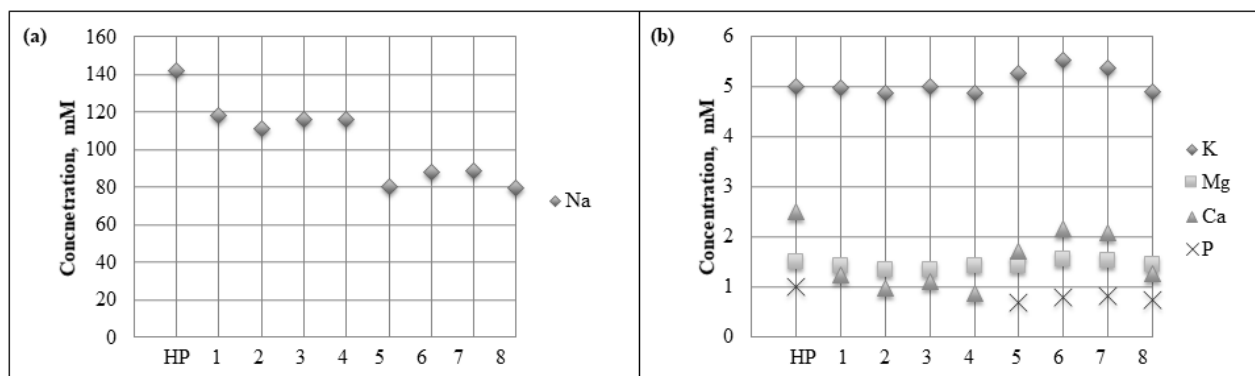 (a)
160
140
120
100
80
60
40
20
0
Concnetration, mM
HP 1 2 3 4 5 6 7 8
Na
(b)
6
5
4
3
2
1
0
Concentration, mM
HP 1 2 3 4 5 6 7 8
K
Mg
Ca
P